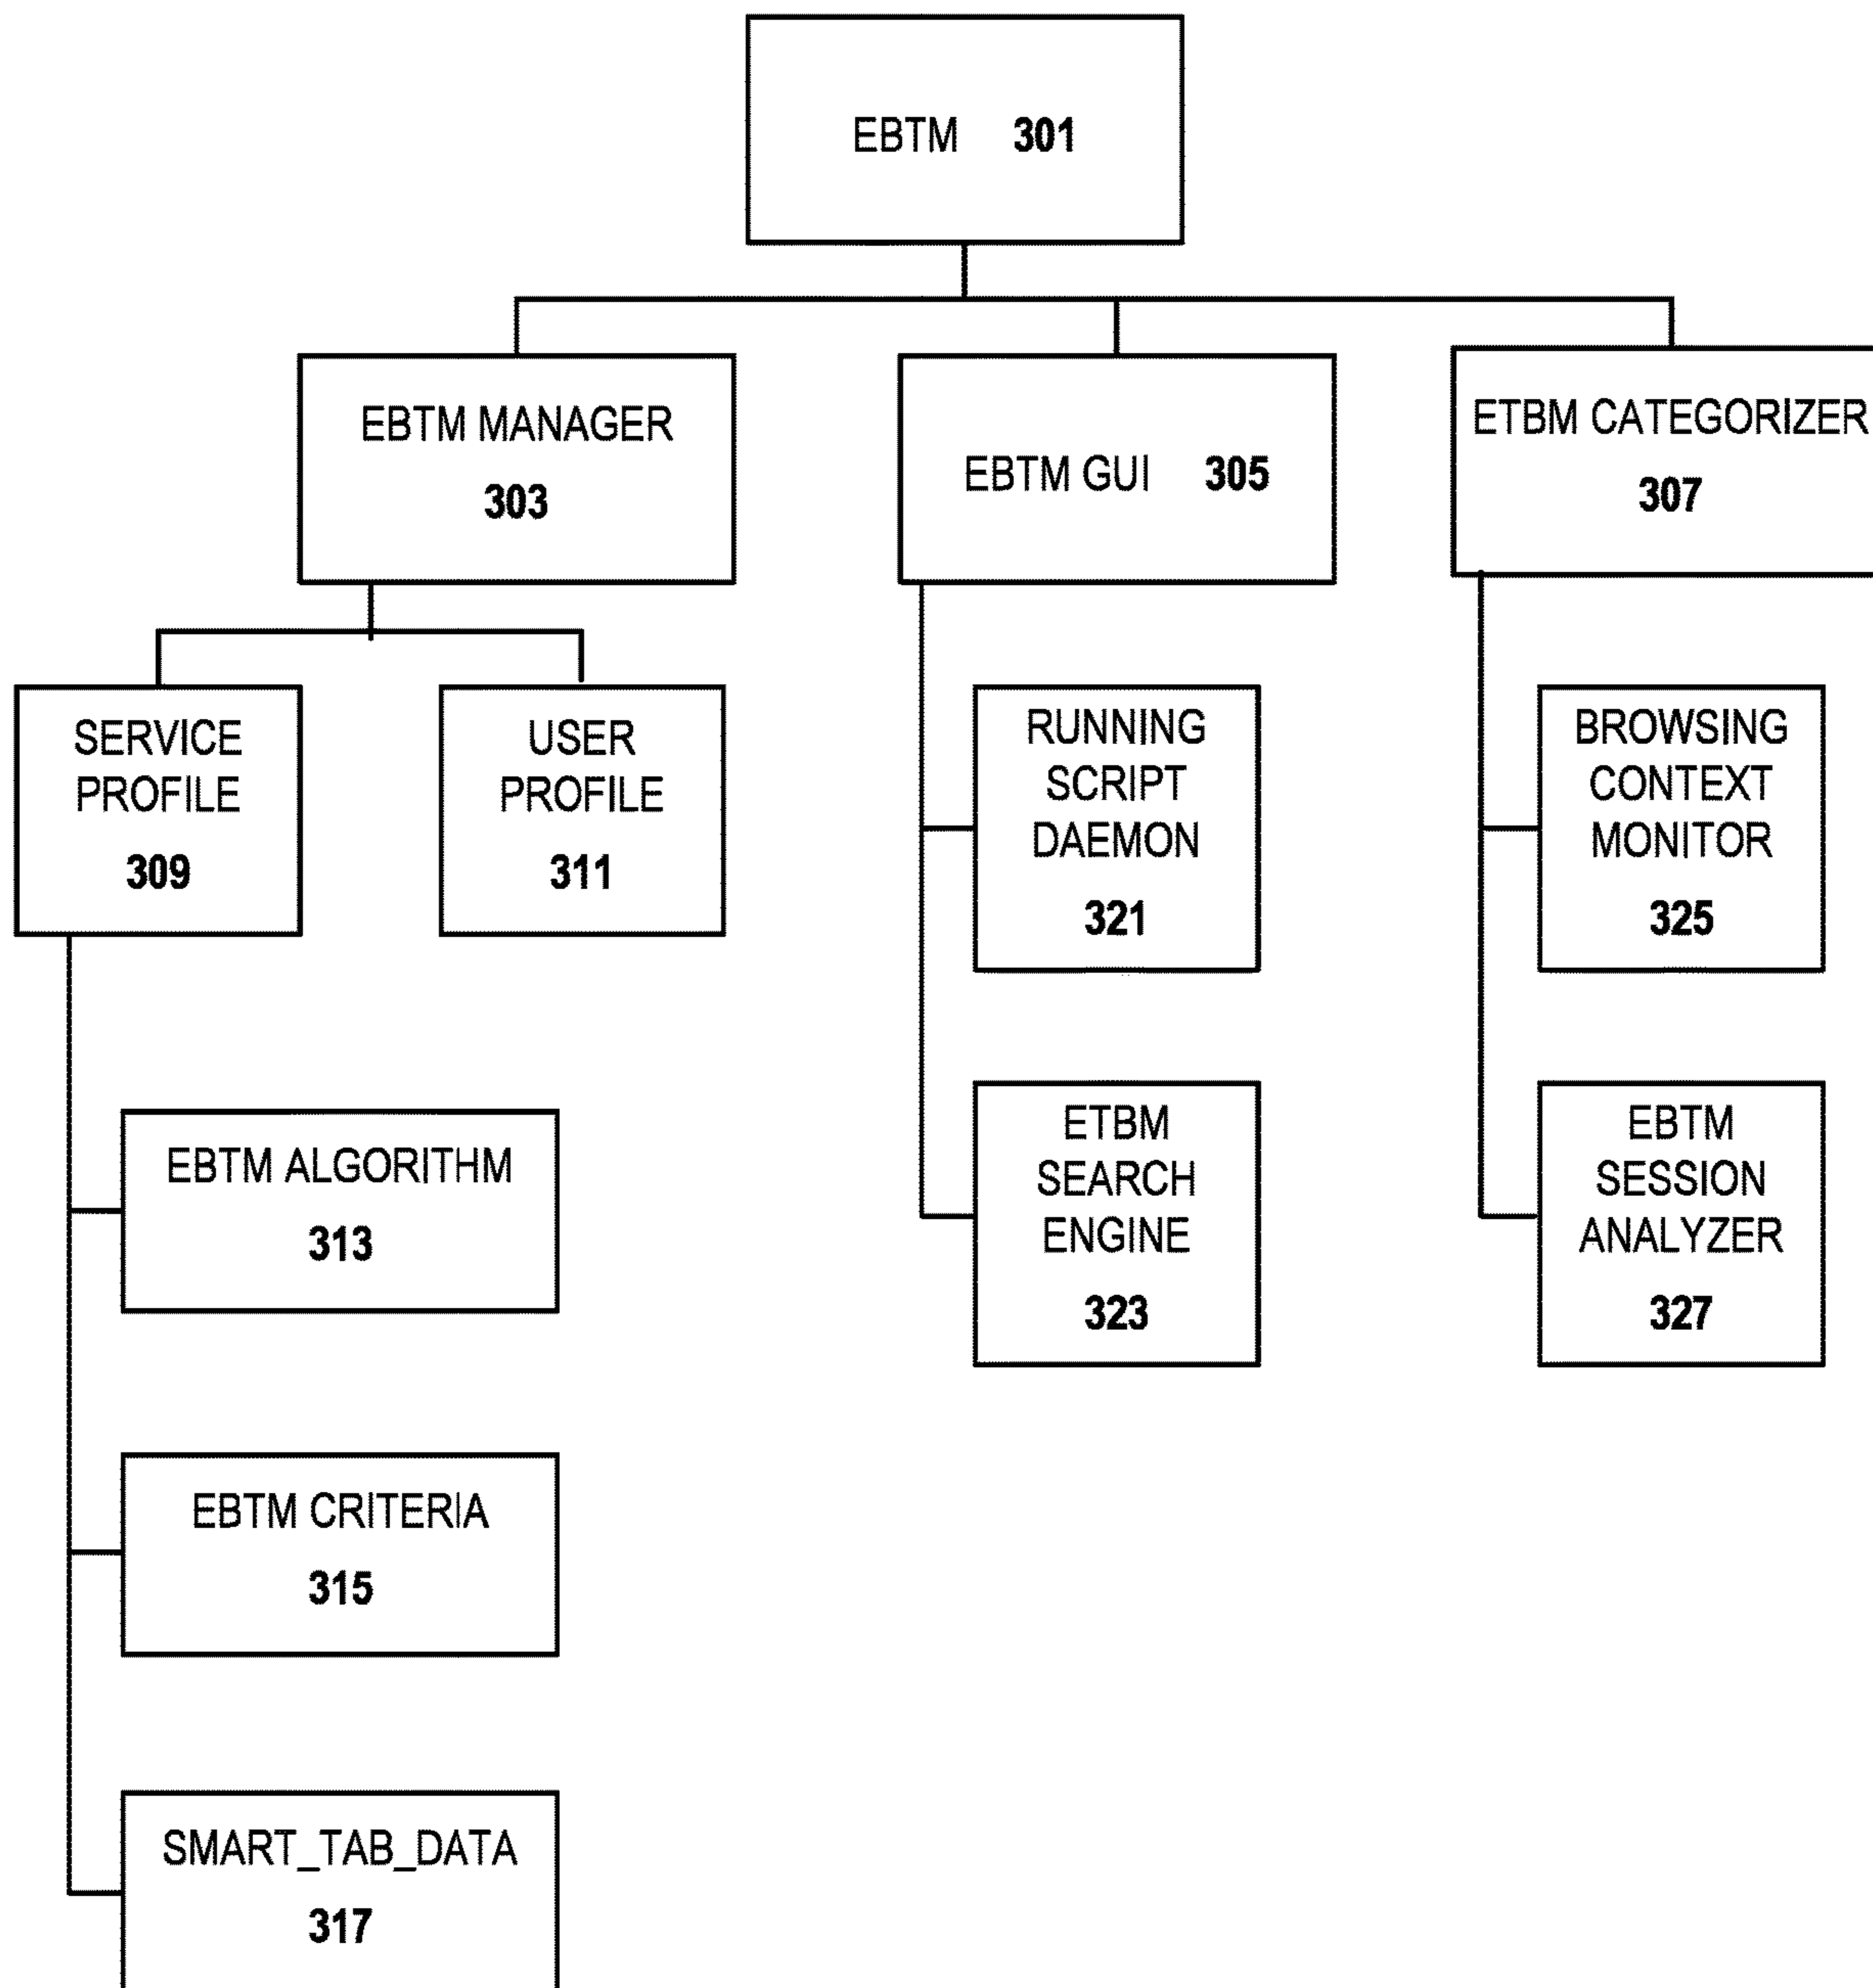 EBTM 301
EBTM MANAGER
303
EBTM GUI 305
ETBM CATEGORIZER
307
SERVICE
PROFILE
309
USER
PROFILE
311
RUNNING
SCRIPT
DAEMON
321
BROWSING
CONTEXT
MONITOR
325
EBTM ALGORITHM
313
ETBM
SEARCH
ENGINE
323
EBTM
SESSION
ANALYZER
327
EBTM CRITERIA
315
SMART_TAB_DATA
317